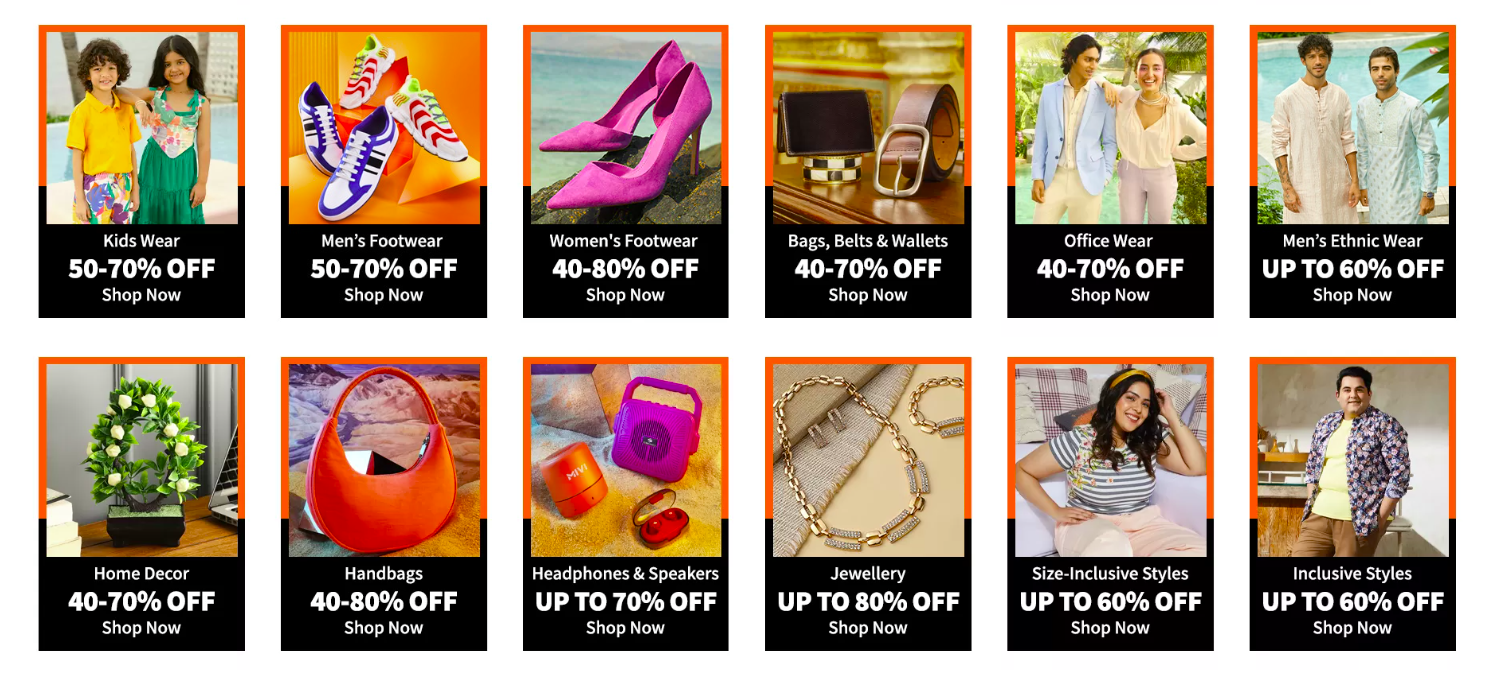 Kids Wear
50-70% OFF
Shop Now
Men’s Footwear
50-70% OFF
Shop Now
Women's Footwear
40-80% OFF
Shop Now
Bags, Belts & Wallets
40-70% OFF
Shop Now
Office Wear
40-70% OFF
Shop Now
Men’s Ethnic Wear
UP TO 60% OFF
Shop Now
Home Decor
40-70% OFF
Shop Now
Handbags
40-80% OFF
Shop Now
MIVI
Headphones & Speakers
UP TO 70% OFF
Shop Now
Jewellery
UP TO 80% OFF
Shop Now
Size-Inclusive Styles
UP TO 60% OFF
Shop Now
Inclusive Styles
UP TO 60% OFF
Shop Now